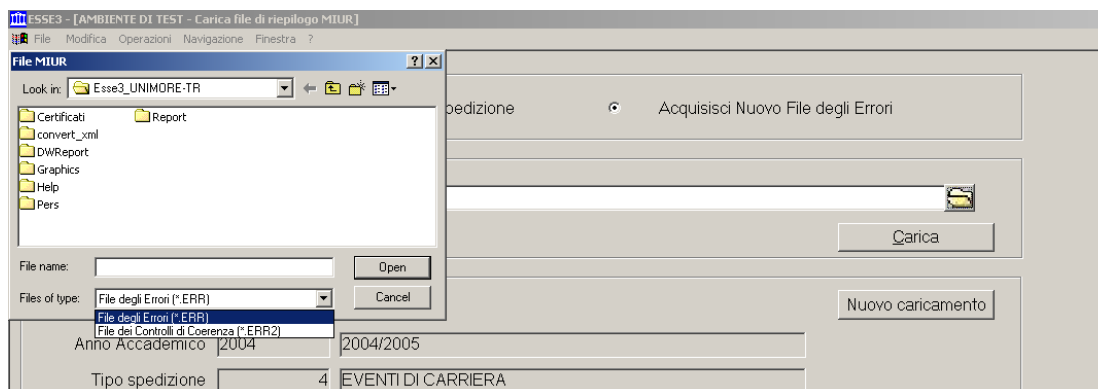 ESSE3 - [AMBIENTE DI TEST - Carica file di riepilogo MIUR]
File Modifica Operazioni Navigazione Finestra ?
File MIUR
Look in: Esse3_UNIMORE-TR
Certificati Report
convert_xml
DWReport
Graphics
Help
Pers
File name: Open
Files of type: File degli Errori (*.ERR) Cancel
File degli Errori (*.ERR)
File dei Controlli di Coerenza (*.ERR2)
Acquisisci Nuovo File degli Errori
Carica
Nuovo caricamento
Anno Accademico 2004 2004/2005
Tipo spedizione 4 EVENTI DI CARRIERA